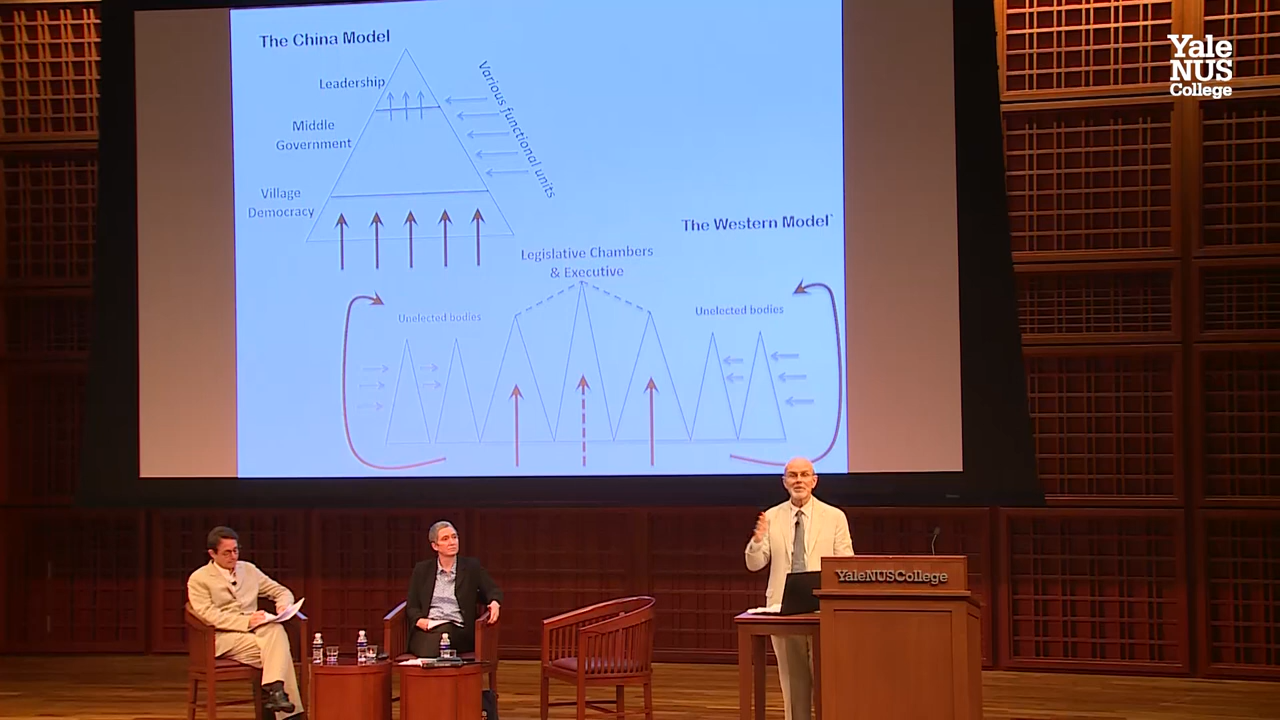 The China Model
Leadership
Middle
Government
Village
Democracy
Various functional units
The Western Model
Legislative Chambers
& Executive
Unelected bodies
Unelected bodies
Yale
NUS
College
YaleNUSCollege